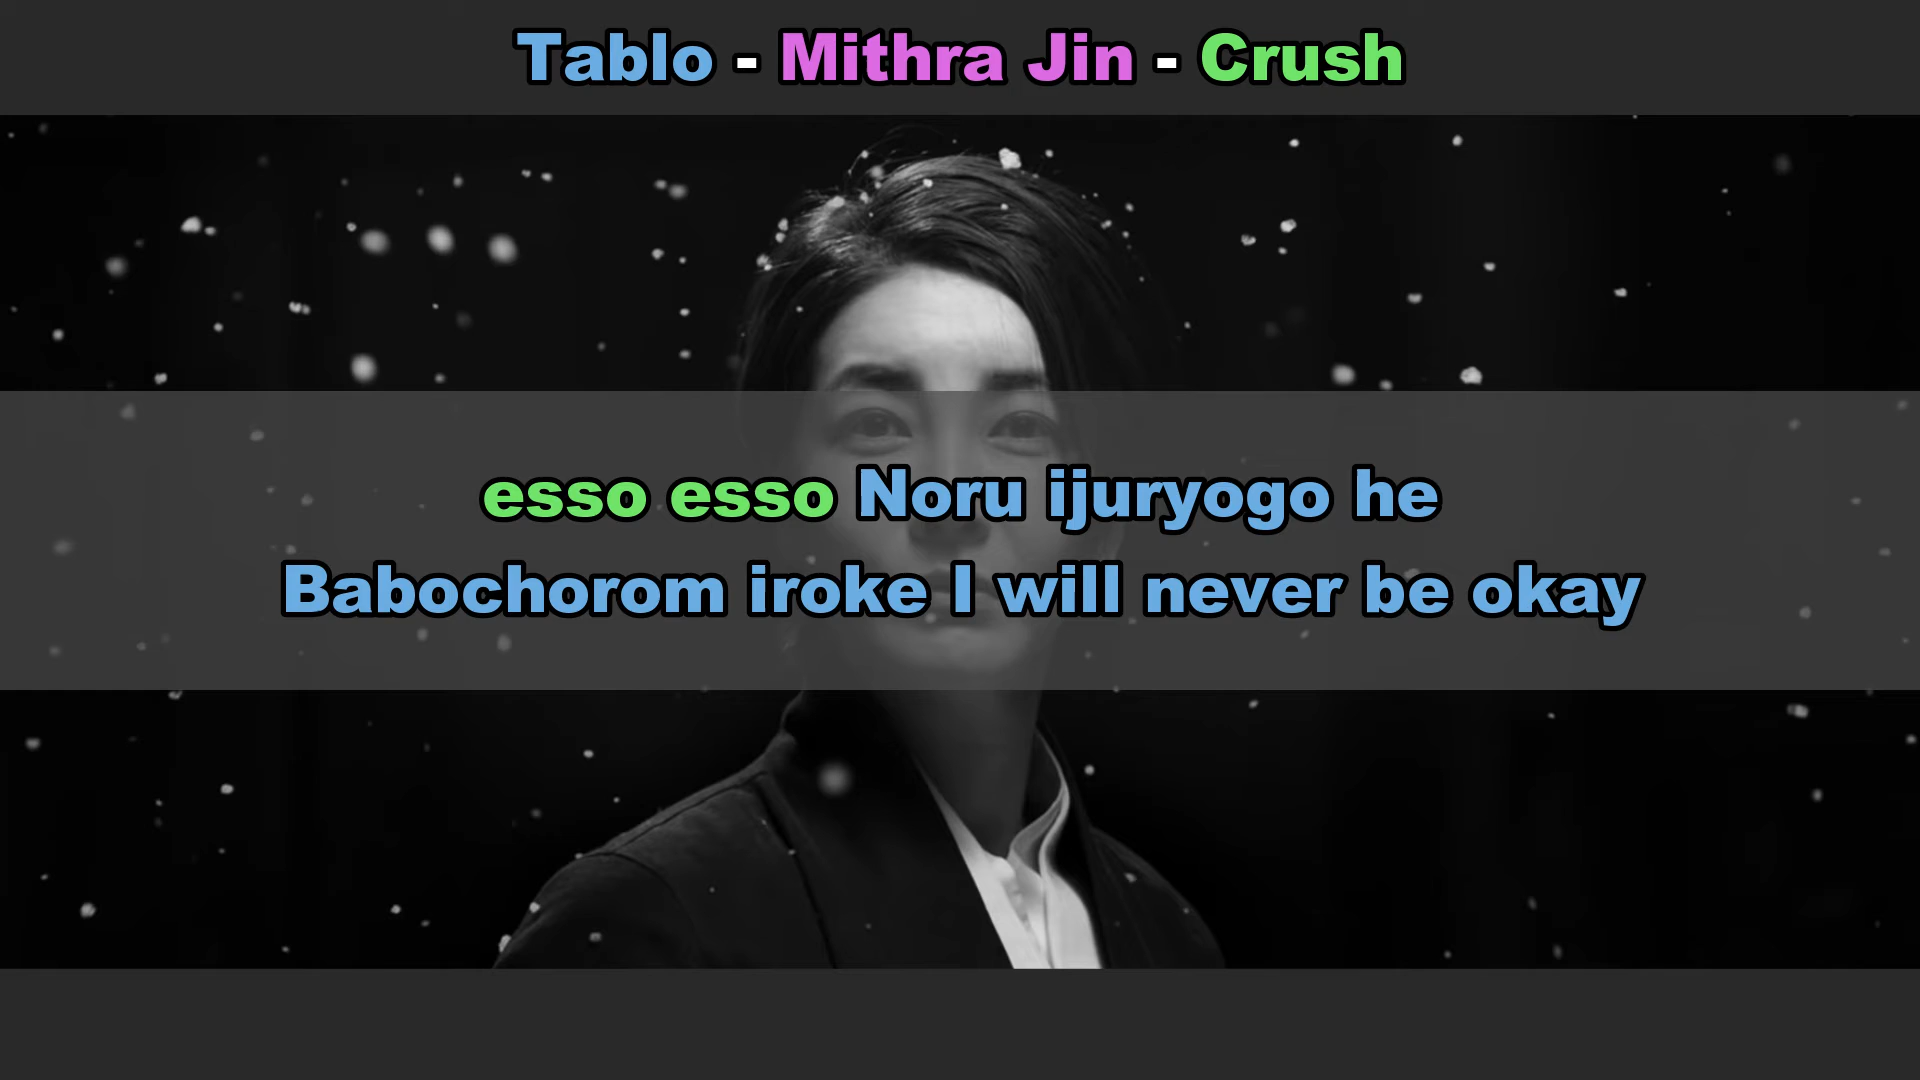 Tablo - Mithra Jin - Crush
esso esso Noru ijuryogo he
Babochorom iroke I will never be okay